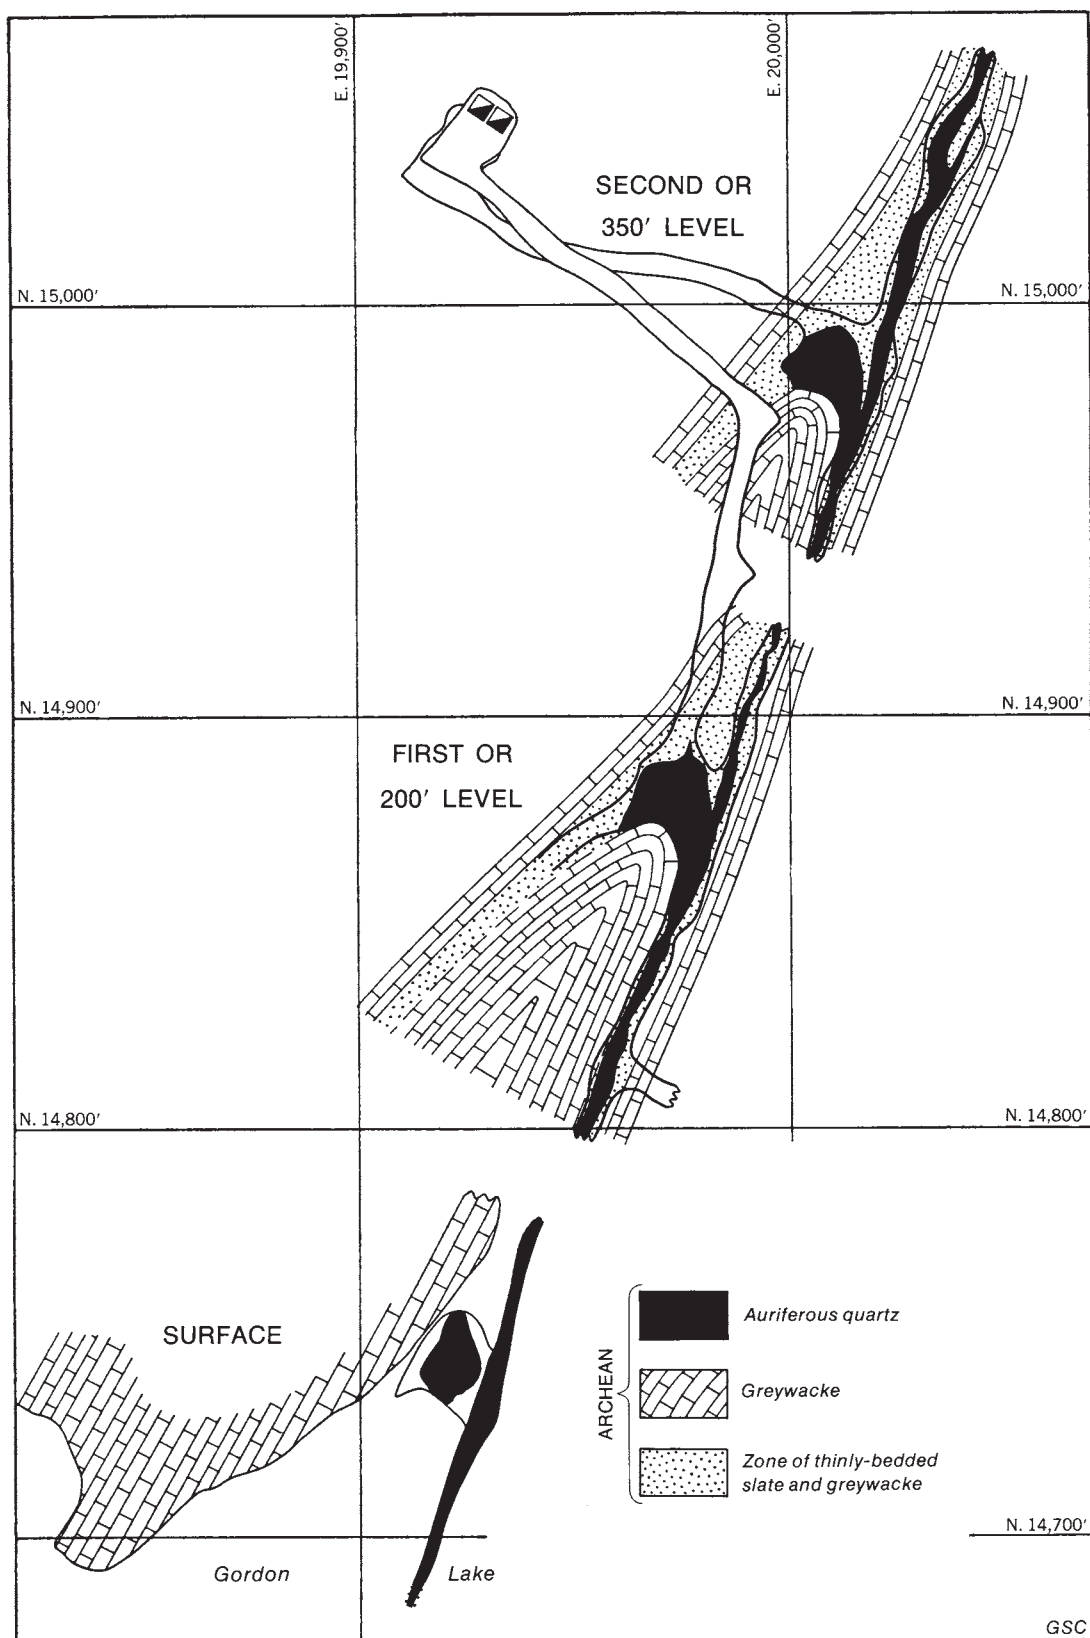 E. 19,900'
E. 20,000'
SECOND OR
350' LEVEL
N. 15,000'
N. 15,000'
N. 14,900'
N. 14,900'
FIRST OR
200' LEVEL
N. 14,800'
N. 14,800'
SURFACE
ARCHEAN
Auriferous quartz
Greywacke
Zone of thinly-bedded
slate and greywacke
N. 14,700'
Gordon Lake
GSC